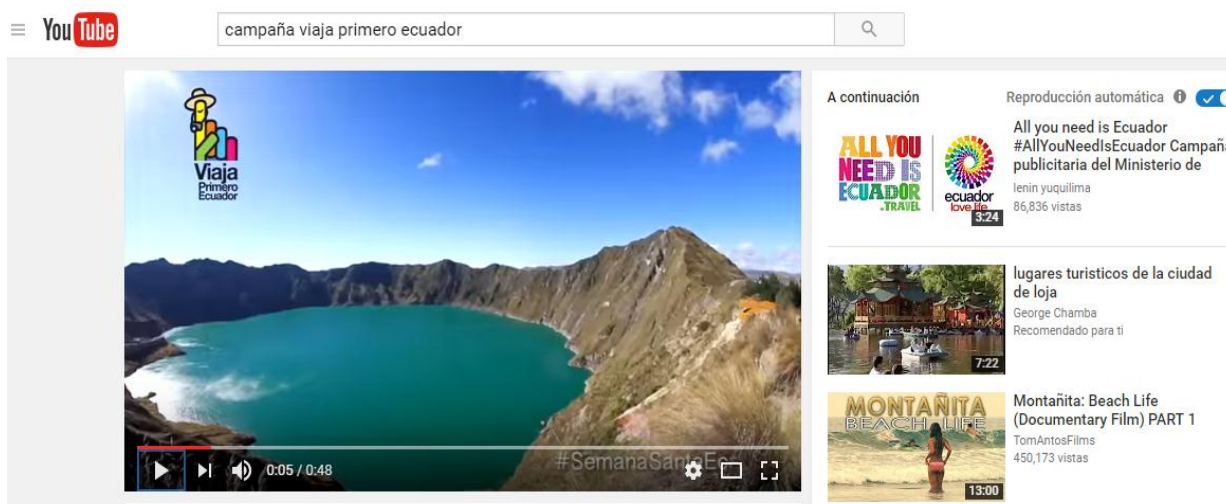 YouTube
campaña viaja primero ecuador
Viaja
Primero
Ecuador
#SemanaSantaEc
0:05 / 0:48
A continuación
Reproducción automática
ALL YOU
NEED IS
ECUADOR
.TRAVEL
ecuador
love life
3:24
All you need is Ecuador
#AllYouNeedIsEcuador Campaña
publicitaria del Ministerio de
lenin yuquilima
86,836 vistas
7:22
lugares turisticos de la ciudad
de loja
George Chamba
Recomendado para ti
MONTAÑITA
BEACH LIFE
13:00
Montañita: Beach Life
(Documentary Film) PART 1
TomAntosFilms
450,173 vistas